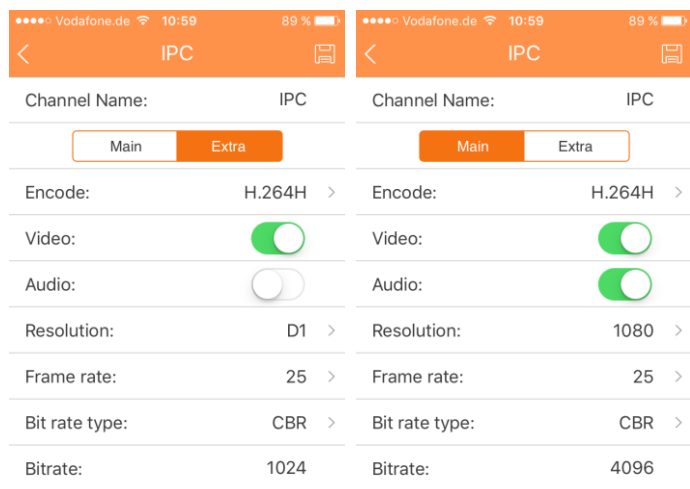 Vodafone.de 10:59 89 %
IPC
Channel Name: IPC
Main Extra
Encode: H.264H
Video:
Audio:
Resolution: D1
Frame rate: 25
Bit rate type: CBR
Bitrate: 1024
Vodafone.de 10:59 89 %
IPC
Channel Name: IPC
Main Extra
Encode: H.264H
Video:
Audio:
Resolution: 1080
Frame rate: 25
Bit rate type: CBR
Bitrate: 4096